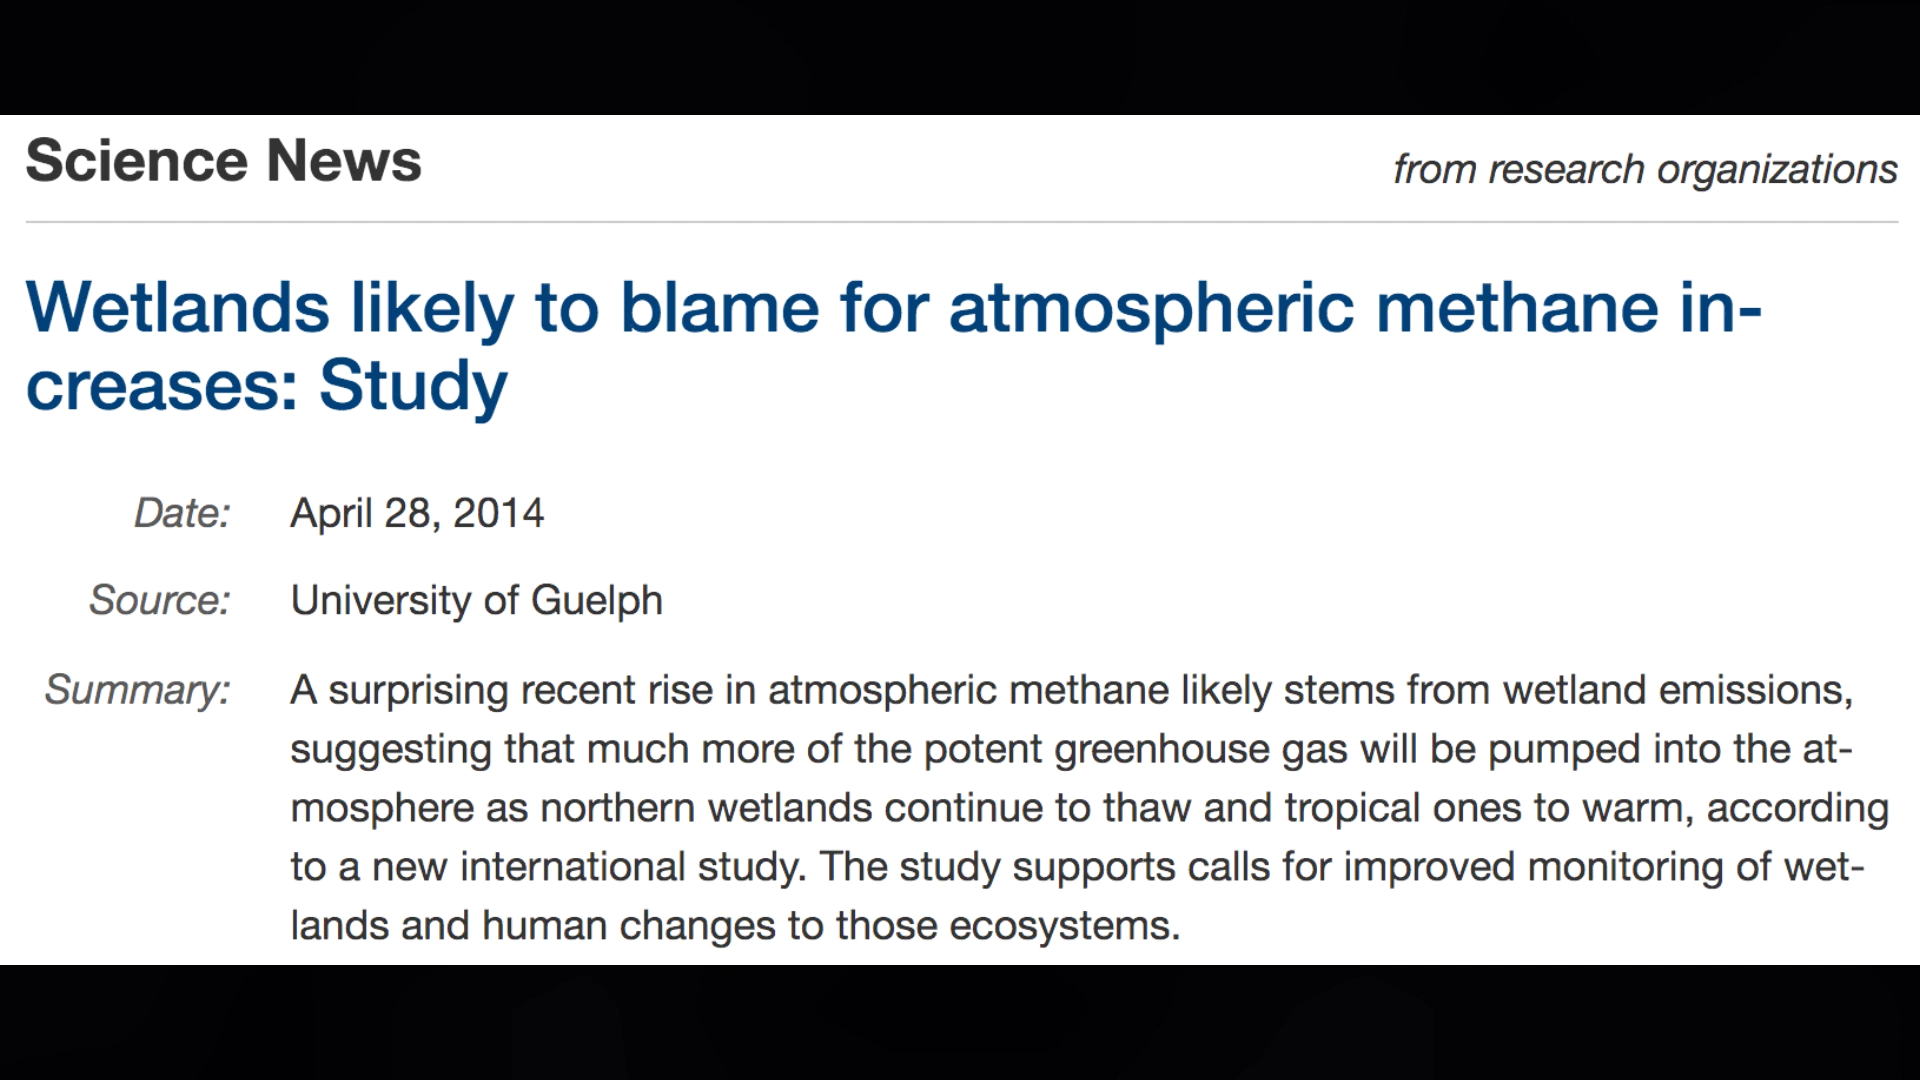 Science News
from research organizations
Wetlands likely to blame for atmospheric methane in-
creases: Study
Date: April 28, 2014
Source: University of Guelph
Summary: A surprising recent rise in atmospheric methane likely stems from wetland emissions,
suggesting that much more of the potent greenhouse gas will be pumped into the at-
mosphere as northern wetlands continue to thaw and tropical ones to warm, according
to a new international study. The study supports calls for improved monitoring of wet-
lands and human changes to those ecosystems.